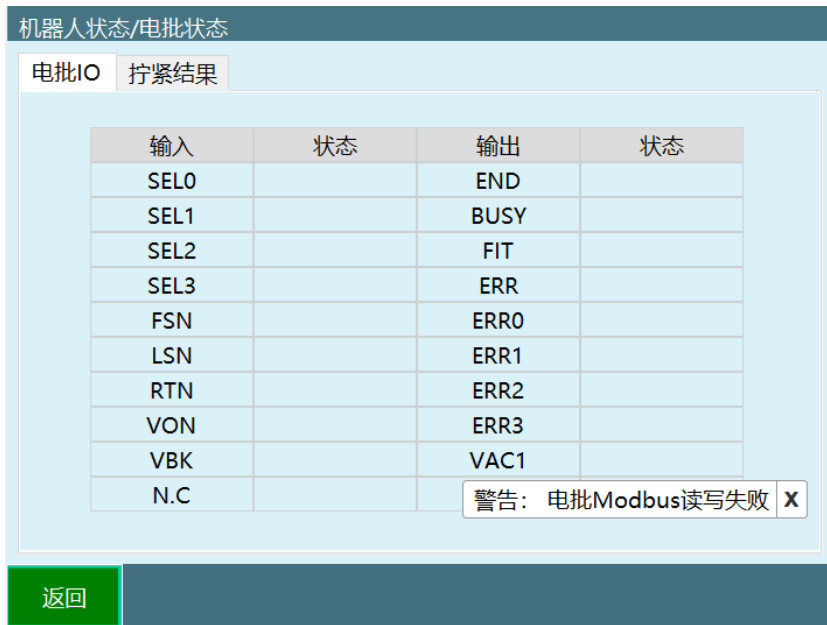 机器人状态/电批状态
电批IO 拧紧结果
输入 状态 输出 状态
SEL0 END
SEL1 BUSY
SEL2 FIT
SEL3 ERR
FSN ERR0
LSN ERR1
RTN ERR2
VON ERR3
VBK VAC1
N.C
警告： 电批Modbus读写失败 X
返回